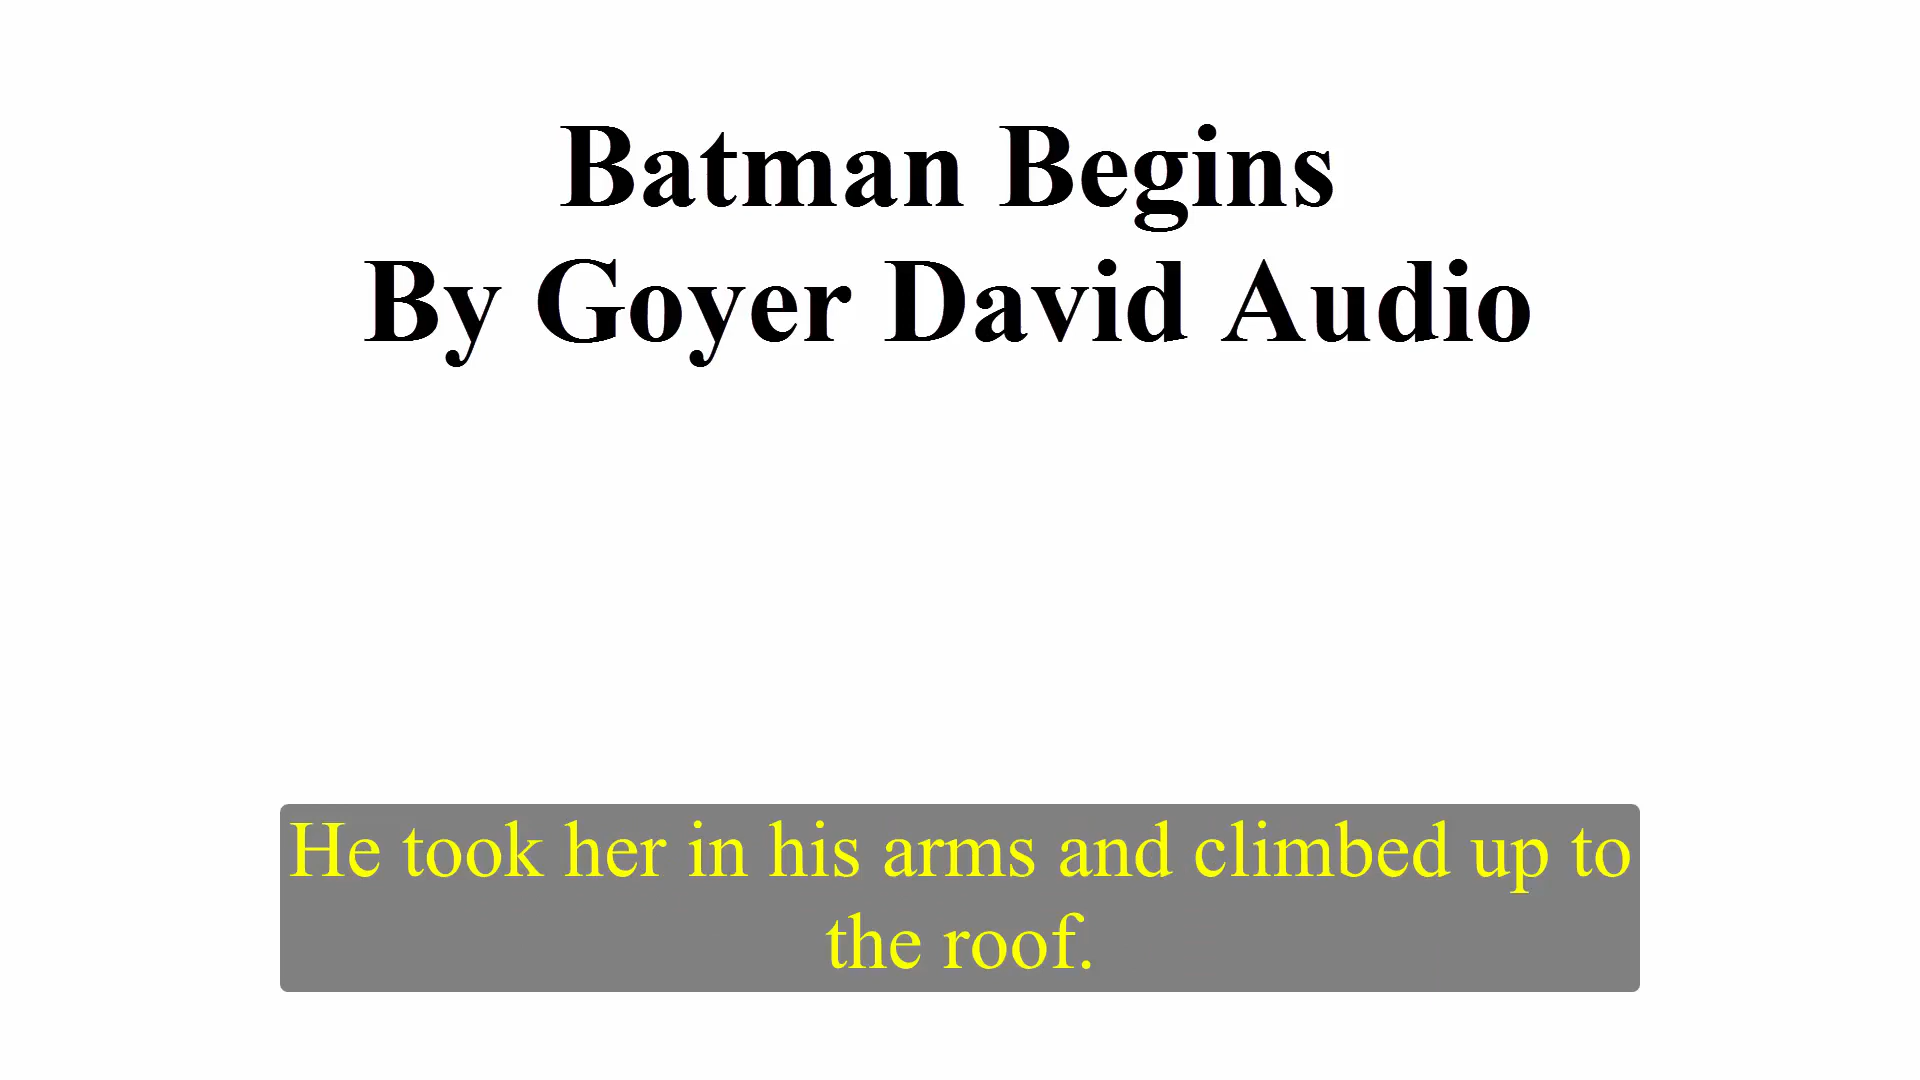 Batman Begins
By Goyer David Audio
He took her in his arms and climbed up to
the roof.